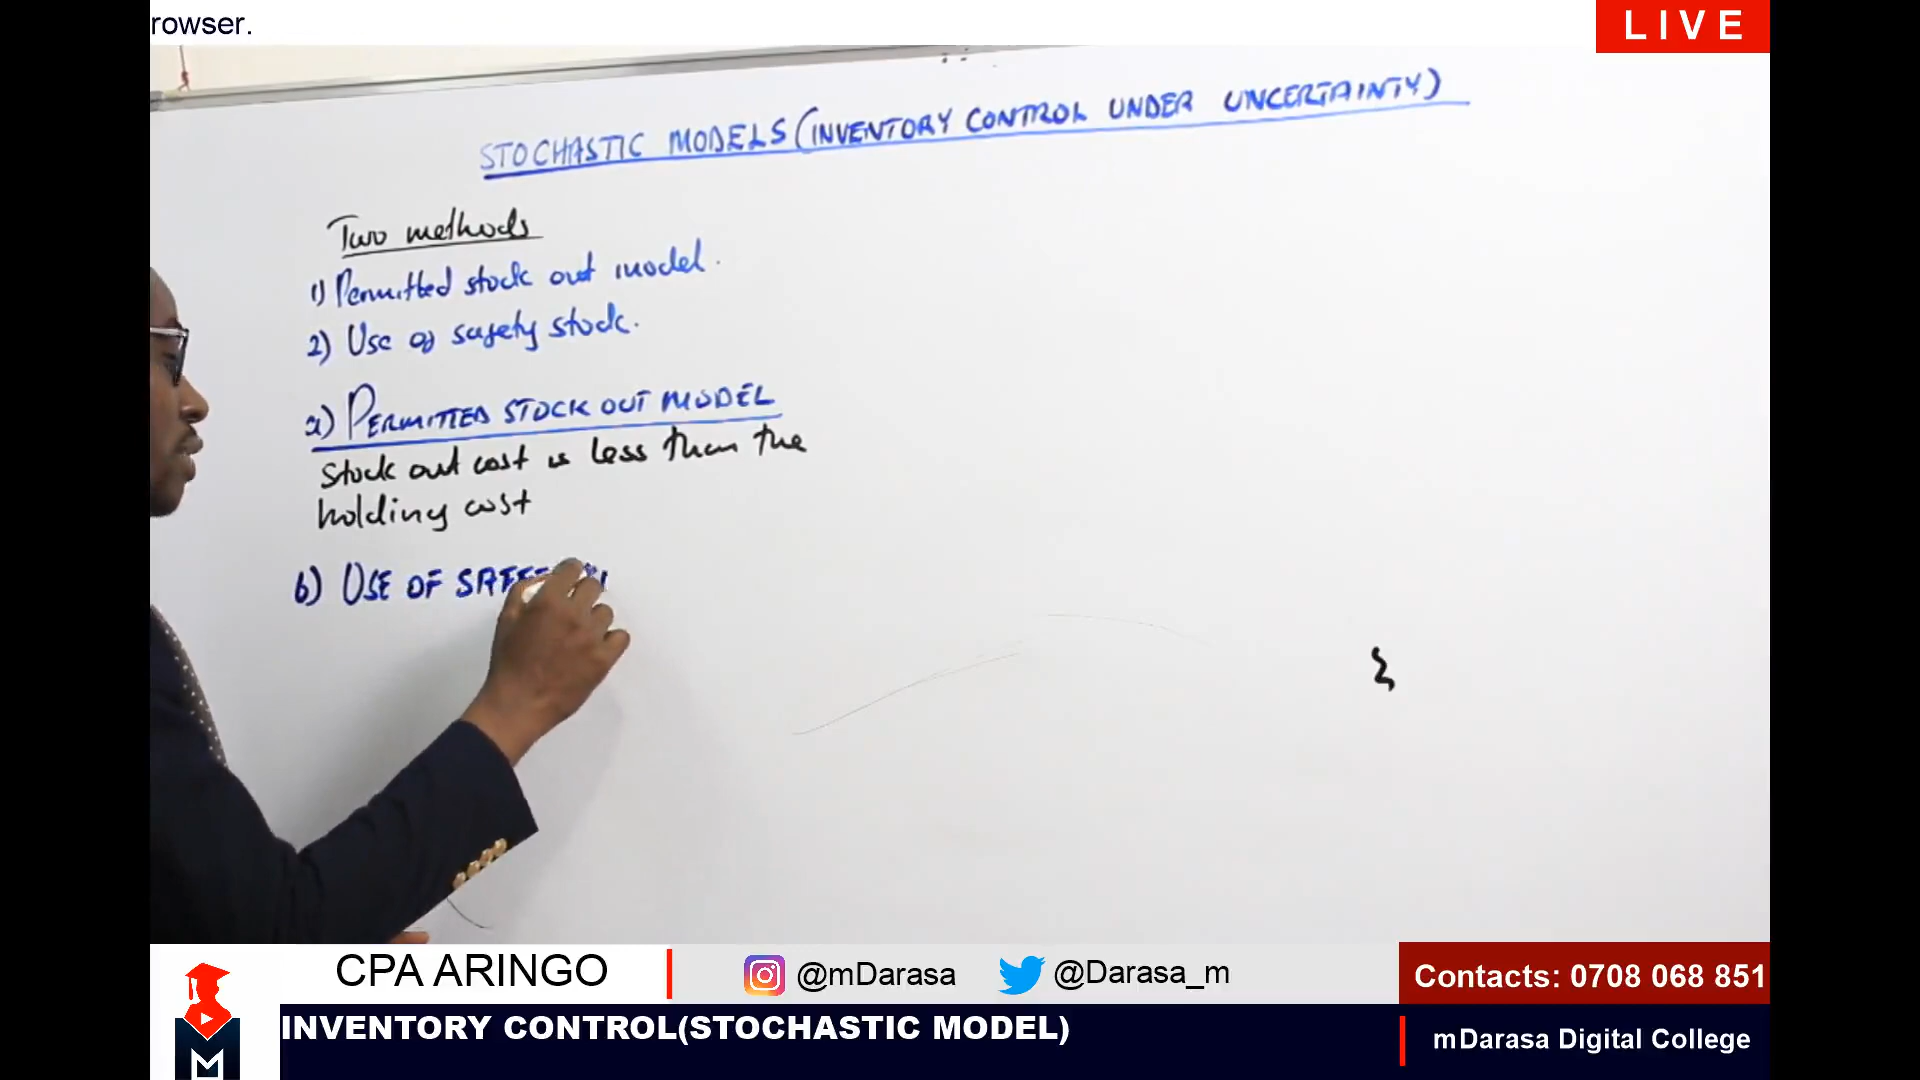 rowser.
LIVE
STOCHASTIC MODELS (INVENTORY CONTROL UNDER UNCERTAINTY)
Two methods
1) Permitted stock out model.
2) Use of safety stock.
a) PERMITTED STOCK OUT MODEL
Stock out cost is less than the
holding cost
b) USE OF
CPA ARINGO
@mDarasa
@Darasa_m
Contacts: 0708 068 851
INVENTORY CONTROL(STOCHASTIC MODEL)
mDarasa Digital College
M